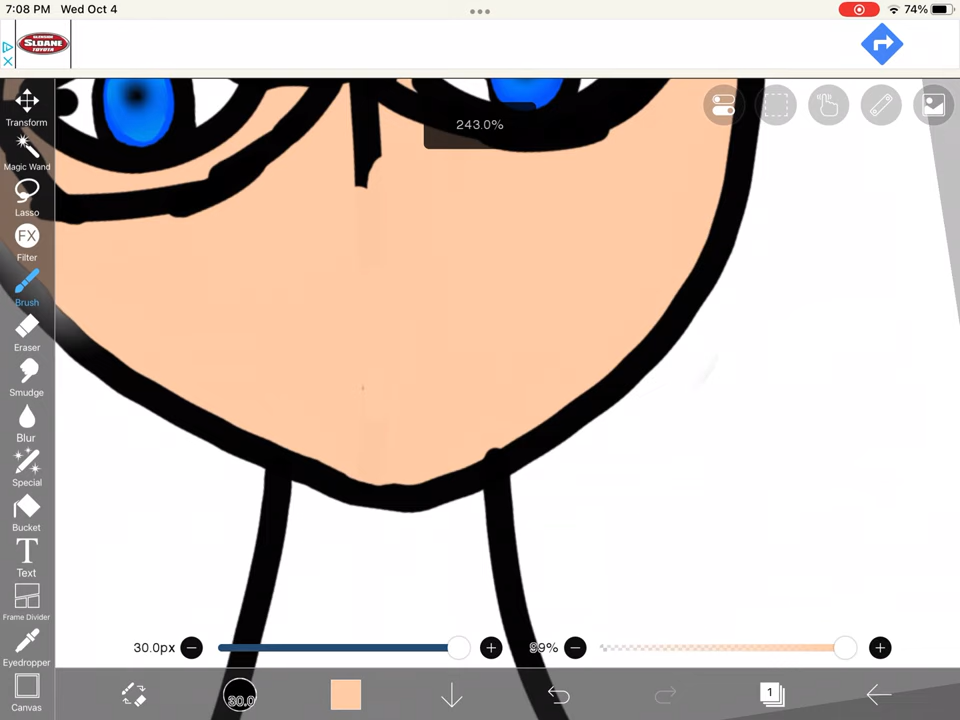 7:08 PM Wed Oct 4
74%
SLOANE
TOYOTA
Transform
Magic Wand
Lasso
FX
Filter
Brush
Eraser
Smudge
Blur
Special
Bucket
T
Text
Frame Divider
Eyedropper
Canvas
243.0%
30.0px
99%
30.0
1